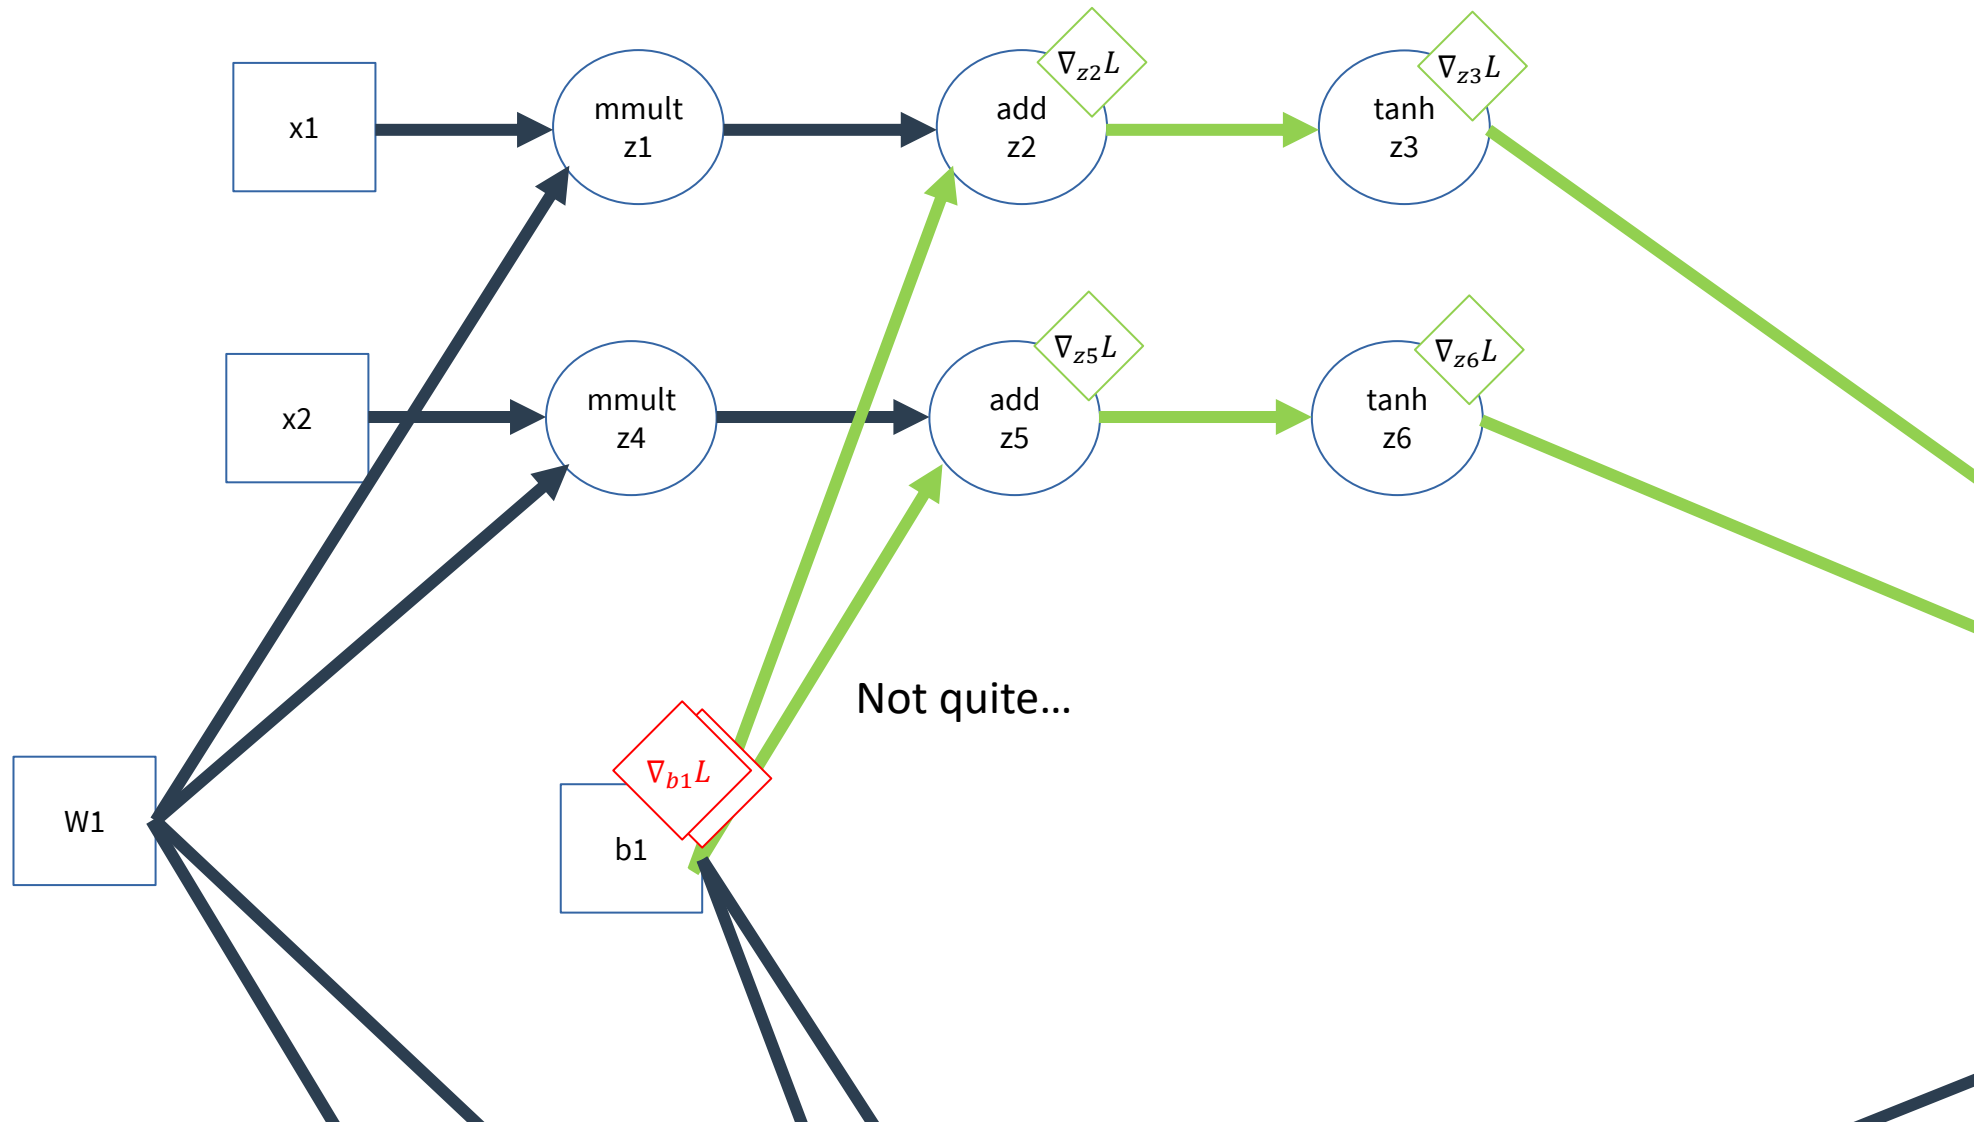 x1
mmult
z1
add
z2
∇z2L
tanh
z3
∇z3L
x2
mmult
z4
add
z5
∇z5L
tanh
z6
∇z6L
Not quite...
W1
∇b1L
b1